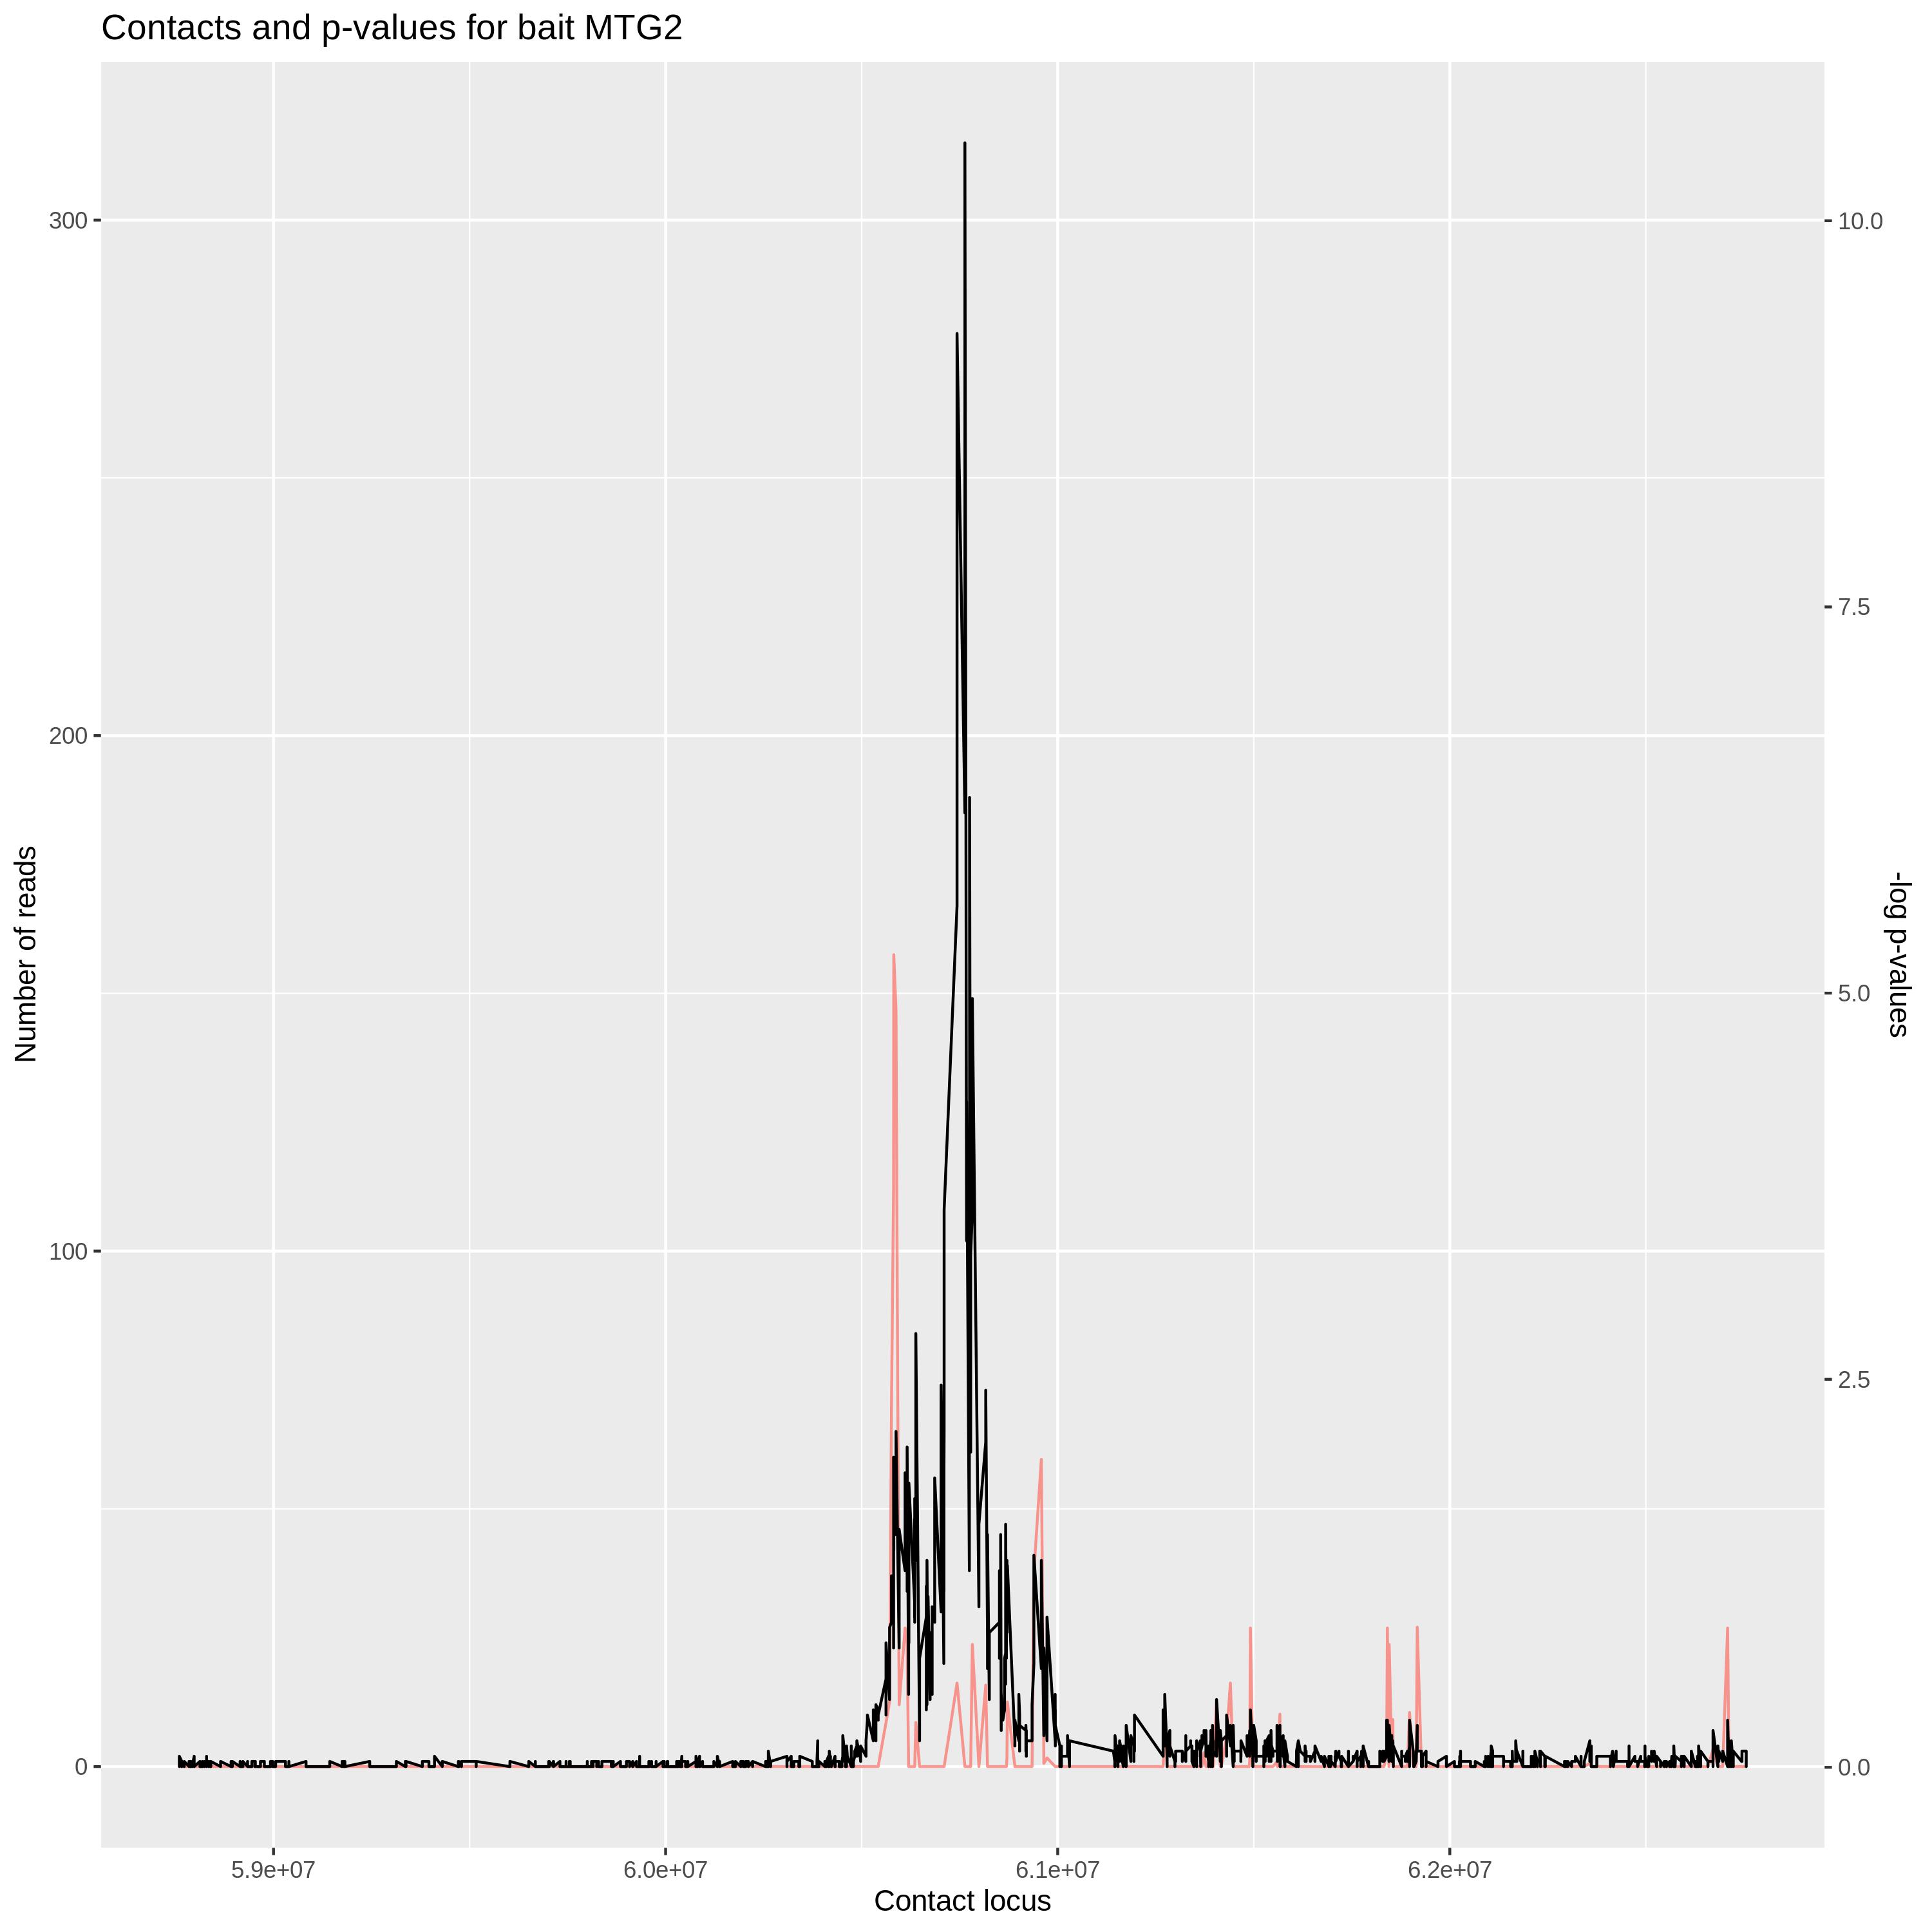 Contacts and p-values for bait MTG2
300
200
100
0
Number of reads
10.0
7.5
5.0
2.5
0.0
-log p-values
5.9e+07
6.0e+07
6.1e+07
6.2e+07
Contact locus